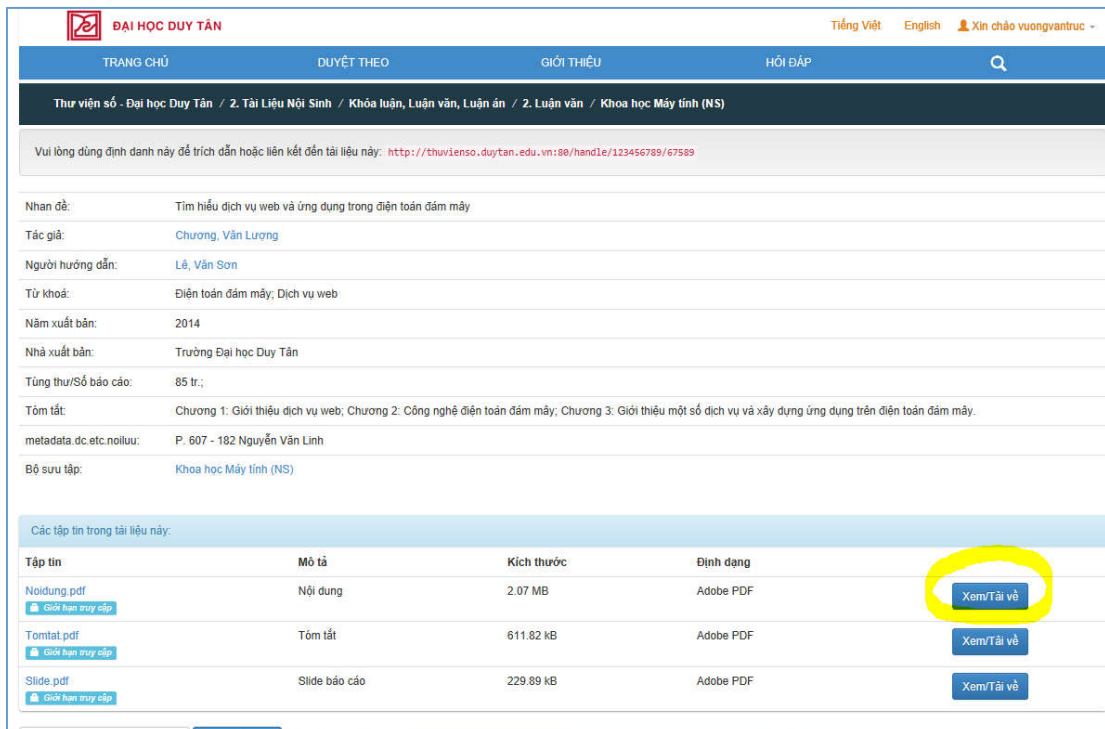 ĐẠI HỌC DUY TÂN
Tiếng Việt English Xin chào vuongvantruc
TRANG CHỦ DUYỆT THEO GIỚI THIỆU HỎI ĐÁP
Thư viện số - Đại học Duy Tân / 2. Tài Liệu Nội Sinh / Khóa luận, Luận văn, Luận án / 2. Luận văn / Khoa học Máy tính (NS)
Vui lòng dùng định danh này để trích dẫn hoặc liên kết đến tài liệu này: http://thuvienso.duytan.edu.vn:80/handle/123456789/67589
Nhan đề: Tìm hiểu dịch vụ web và ứng dụng trong điện toán đám mây
Tác giả: Chương, Văn Lượng
Người hướng dẫn: Lê, Văn Sơn
Từ khoá: Điện toán đám mây; Dịch vụ web
Năm xuất bản: 2014
Nhà xuất bản: Trường Đại học Duy Tân
Tùng thư/Số báo cáo: 85 tr.;
Tóm tắt: Chương 1: Giới thiệu dịch vụ web; Chương 2: Công nghệ điện toán đám mây; Chương 3: Giới thiệu một số dịch vụ và xây dựng ứng dụng trên điện toán đám mây.
metadata.dc.etc.noiluu: P. 607 - 182 Nguyễn Văn Linh
Bộ sưu tập: Khoa học Máy tính (NS)
Các tập tin trong tài liệu này:
Tập tin Mô tả Kích thước Định dạng
Noidung.pdf Nội dung 2.07 MB Adobe PDF Xem/Tải về
Giới hạn truy cập
Tomtat.pdf Tóm tắt 611.82 kB Adobe PDF Xem/Tải về
Giới hạn truy cập
Slide.pdf Slide báo cáo 229.89 kB Adobe PDF Xem/Tải về
Giới hạn truy cập